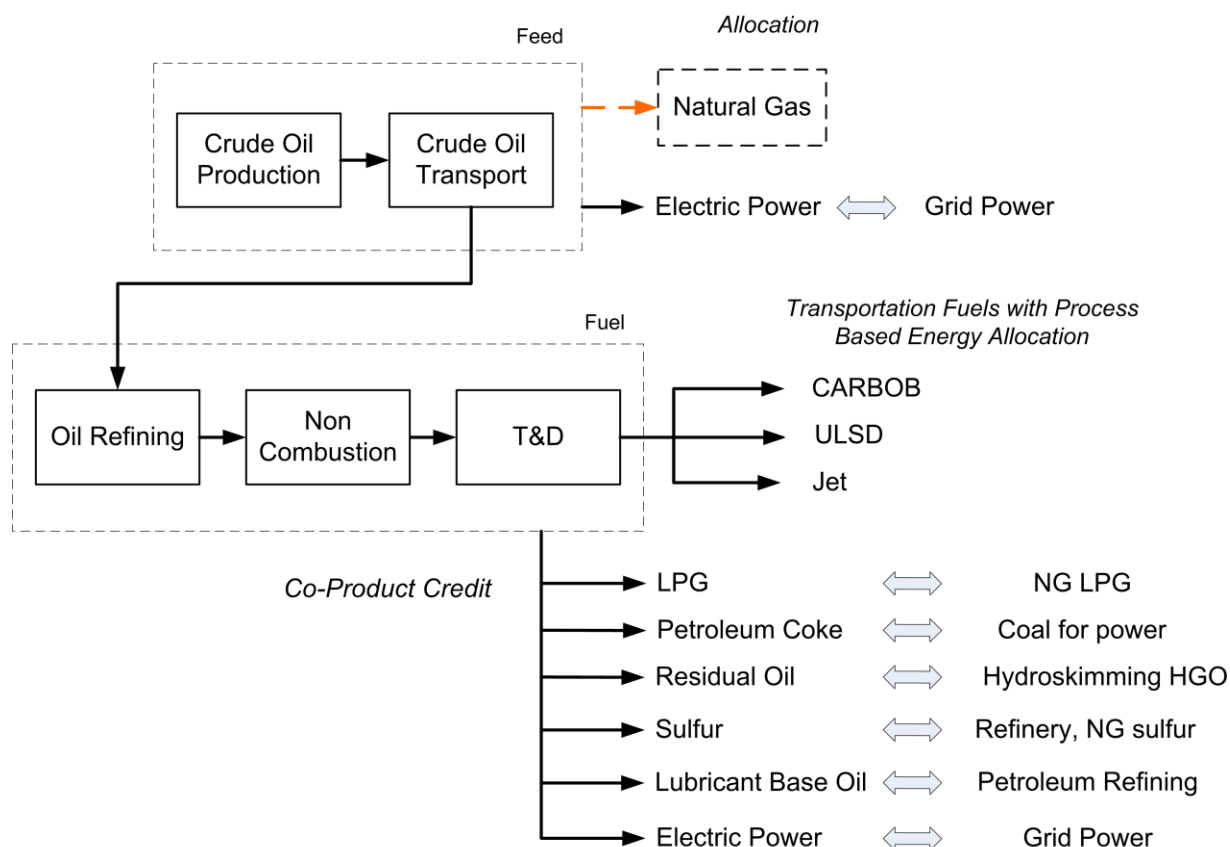 Allocation
Feed
Natural Gas
Crude Oil
Production
Crude Oil
Transport
Electric Power
Grid Power
Transportation Fuels with Process
Based Energy Allocation
Fuel
CARBOB
Oil Refining
Non
Combustion
T&D
ULSD
Jet
Co-Product Credit
LPG
NG LPG
Petroleum Coke
Coal for power
Residual Oil
Hydroskimming HGO
Sulfur
Refinery, NG sulfur
Lubricant Base Oil
Petroleum Refining
Electric Power
Grid Power